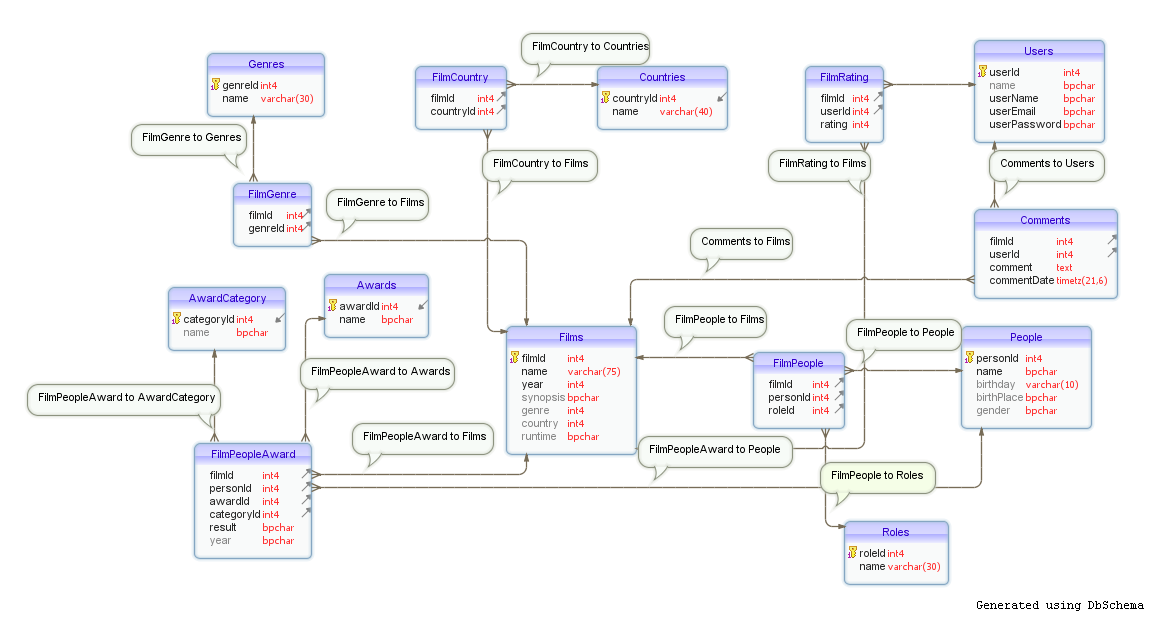 FilmCountry to Countries
Genres
genreId int4
name varchar(30)
FilmCountry
filmId int4
countryId int4
Countries
countryId int4
name varchar(40)
FilmRating
filmId int4
userId int4
rating int4
Users
userId int4
name bpchar
userName bpchar
userEmail bpchar
userPassword bpchar
FilmGenre to Genres
FilmCountry to Films
FilmRating to Films
Comments to Users
FilmGenre
filmId int4
genreId int4
FilmGenre to Films
Comments to Films
Comments
filmId int4
userId int4
comment text
commentDate timetz(21,6)
AwardCategory
categoryId int4
name bpchar
Awards
awardId int4
name bpchar
Films
filmId int4
name varchar(75)
year int4
synopsis bpchar
genre int4
country int4
runtime bpchar
FilmPeople to Films
FilmPeople to People
FilmPeople
filmId int4
personId int4
roleId int4
People
personId int4
name bpchar
birthday varchar(10)
birthPlace bpchar
gender bpchar
FilmPeopleAward to Awards
FilmPeopleAward to AwardCategory
FilmPeopleAward to Films
FilmPeopleAward to People
FilmPeople to Roles
FilmPeopleAward
filmId int4
personId int4
awardId int4
categoryId int4
result bpchar
year bpchar
Roles
roleId int4
name varchar(30)
Generated using DbSchema